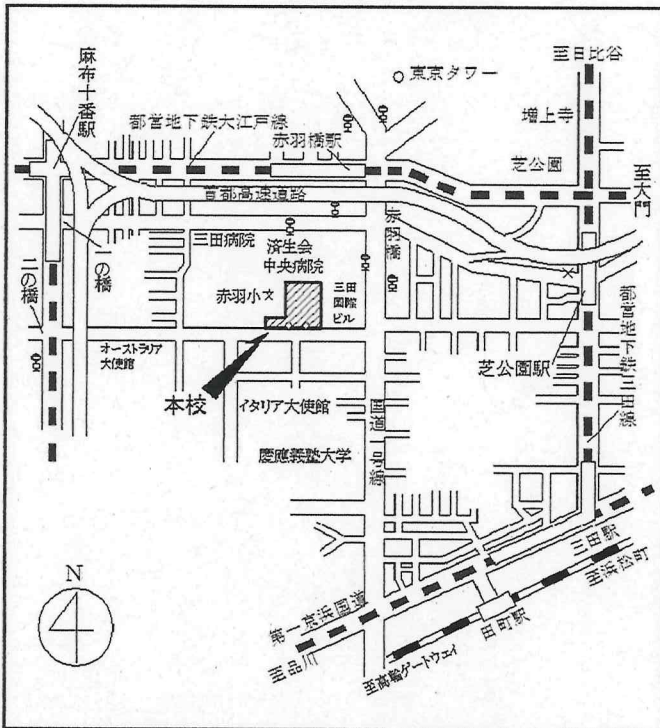 至日比谷
麻布十番駅
東京タワー
増上寺
都営地下鉄大江戸線
赤羽橋駅
芝公園
至大門
首都高速道路
赤羽橋
三田病院
済生会
中央病院
一の橋
二の橋
赤羽小
三田
国際
ビル
都営地下鉄三田線
オーストラリア
大使館
芝公園駅
本校
イタリア大使館
国道一号線
慶應義塾大学
N
三田駅
至浜松町
第一京浜国道
田町駅
至品川
至高輪ゲートウェイ